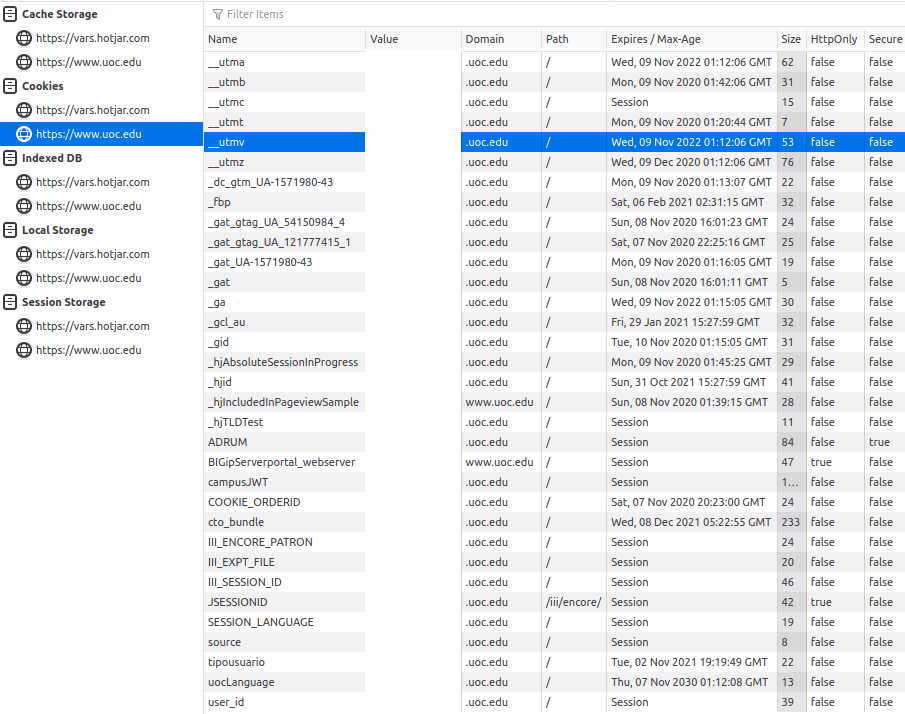 Cache Storage
https://vars.hotjar.com
https://www.uoc.edu
Cookies
https://vars.hotjar.com
https://www.uoc.edu
Indexed DB
https://vars.hotjar.com
https://www.uoc.edu
Local Storage
https://vars.hotjar.com
https://www.uoc.edu
Session Storage
https://vars.hotjar.com
https://www.uoc.edu
Filter Items
Name Value Domain Path Expires / Max-Age Size HttpOnly Secure
__utma .uoc.edu / Wed, 09 Nov 2022 01:12:06 GMT 62 false false
__utmb .uoc.edu / Mon, 09 Nov 2020 01:42:06 GMT 31 false false
__utmc .uoc.edu / Session 15 false false
__utmt .uoc.edu / Mon, 09 Nov 2020 01:20:44 GMT 7 false false
__utmv .uoc.edu / Wed, 09 Nov 2022 01:12:06 GMT 53 false false
__utmz .uoc.edu / Wed, 09 Dec 2020 01:12:06 GMT 76 false false
_dc_gtm_UA-1571980-43 .uoc.edu / Mon, 09 Nov 2020 01:13:07 GMT 22 false false
_fbp .uoc.edu / Sat, 06 Feb 2021 02:31:15 GMT 32 false false
_gat_gtag_UA_54150984_4 .uoc.edu / Sun, 08 Nov 2020 16:01:23 GMT 24 false false
_gat_gtag_UA_121777415_1 .uoc.edu / Sat, 07 Nov 2020 22:25:16 GMT 25 false false
_gat_UA-1571980-43 .uoc.edu / Mon, 09 Nov 2020 01:16:05 GMT 19 false false
_gat .uoc.edu / Sun, 08 Nov 2020 16:01:11 GMT 5 false false
_ga .uoc.edu / Wed, 09 Nov 2022 01:15:05 GMT 30 false false
_gcl_au .uoc.edu / Fri, 29 Jan 2021 15:27:59 GMT 32 false false
_gid .uoc.edu / Tue, 10 Nov 2020 01:15:05 GMT 31 false false
_hjAbsoluteSessionInProgress .uoc.edu / Mon, 09 Nov 2020 01:45:25 GMT 29 false false
_hjid .uoc.edu / Sun, 31 Oct 2021 15:27:59 GMT 41 false false
_hjIncludedInPageviewSample www.uoc.edu / Sun, 08 Nov 2020 01:39:15 GMT 28 false false
_hjTLDTest .uoc.edu / Session 11 false false
ADRUM .uoc.edu / Session 84 false true
BIGipServerportal_webserver www.uoc.edu / Session 47 true false
campusJWT .uoc.edu / Session 1... false false
COOKIE_ORDERID .uoc.edu / Sat, 07 Nov 2020 20:23:00 GMT 24 false false
cto_bundle .uoc.edu / Wed, 08 Dec 2021 05:22:55 GMT 233 false false
III_ENCORE_PATRON .uoc.edu / Session 24 false false
III_EXPT_FILE .uoc.edu / Session 20 false false
III_SESSION_ID .uoc.edu / Session 46 false false
JSESSIONID .uoc.edu /iii/encore/ Session 42 true false
SESSION_LANGUAGE .uoc.edu / Session 19 false false
source .uoc.edu / Session 8 false false
tipousuario .uoc.edu / Tue, 02 Nov 2021 19:19:49 GMT 22 false false
uocLanguage .uoc.edu / Thu, 07 Nov 2030 01:12:08 GMT 13 false false
user_id .uoc.edu / Session 39 false false